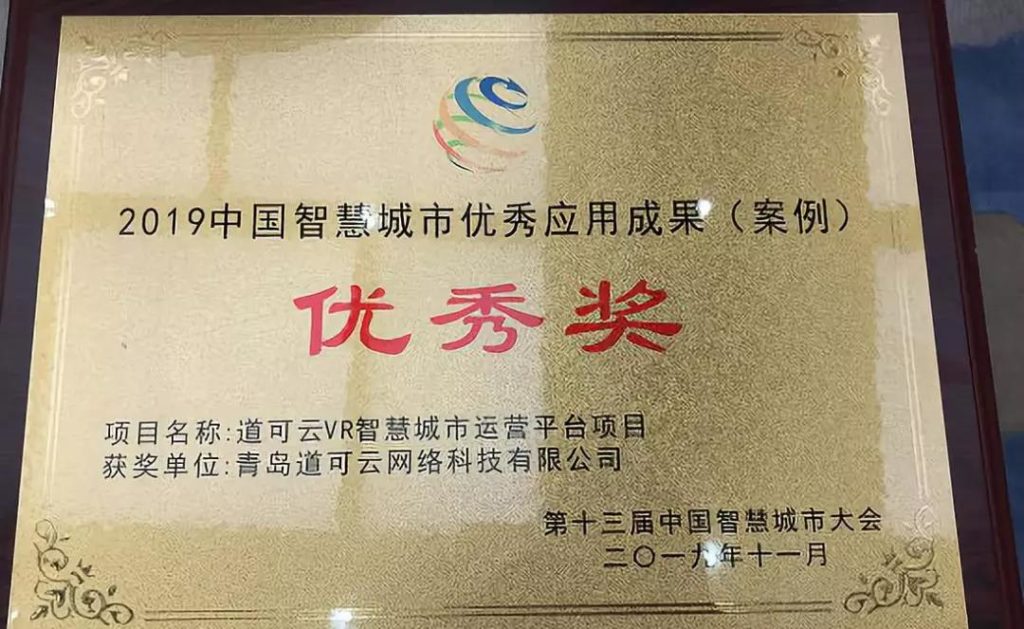 2019中国智慧城市优秀应用成果（案例）
优秀奖
项目名称:道可云VR智慧城市运营平台项目
获奖单位:青岛道可云网络科技有限公司
第十三届中国智慧城市大会
二〇一九年十一月